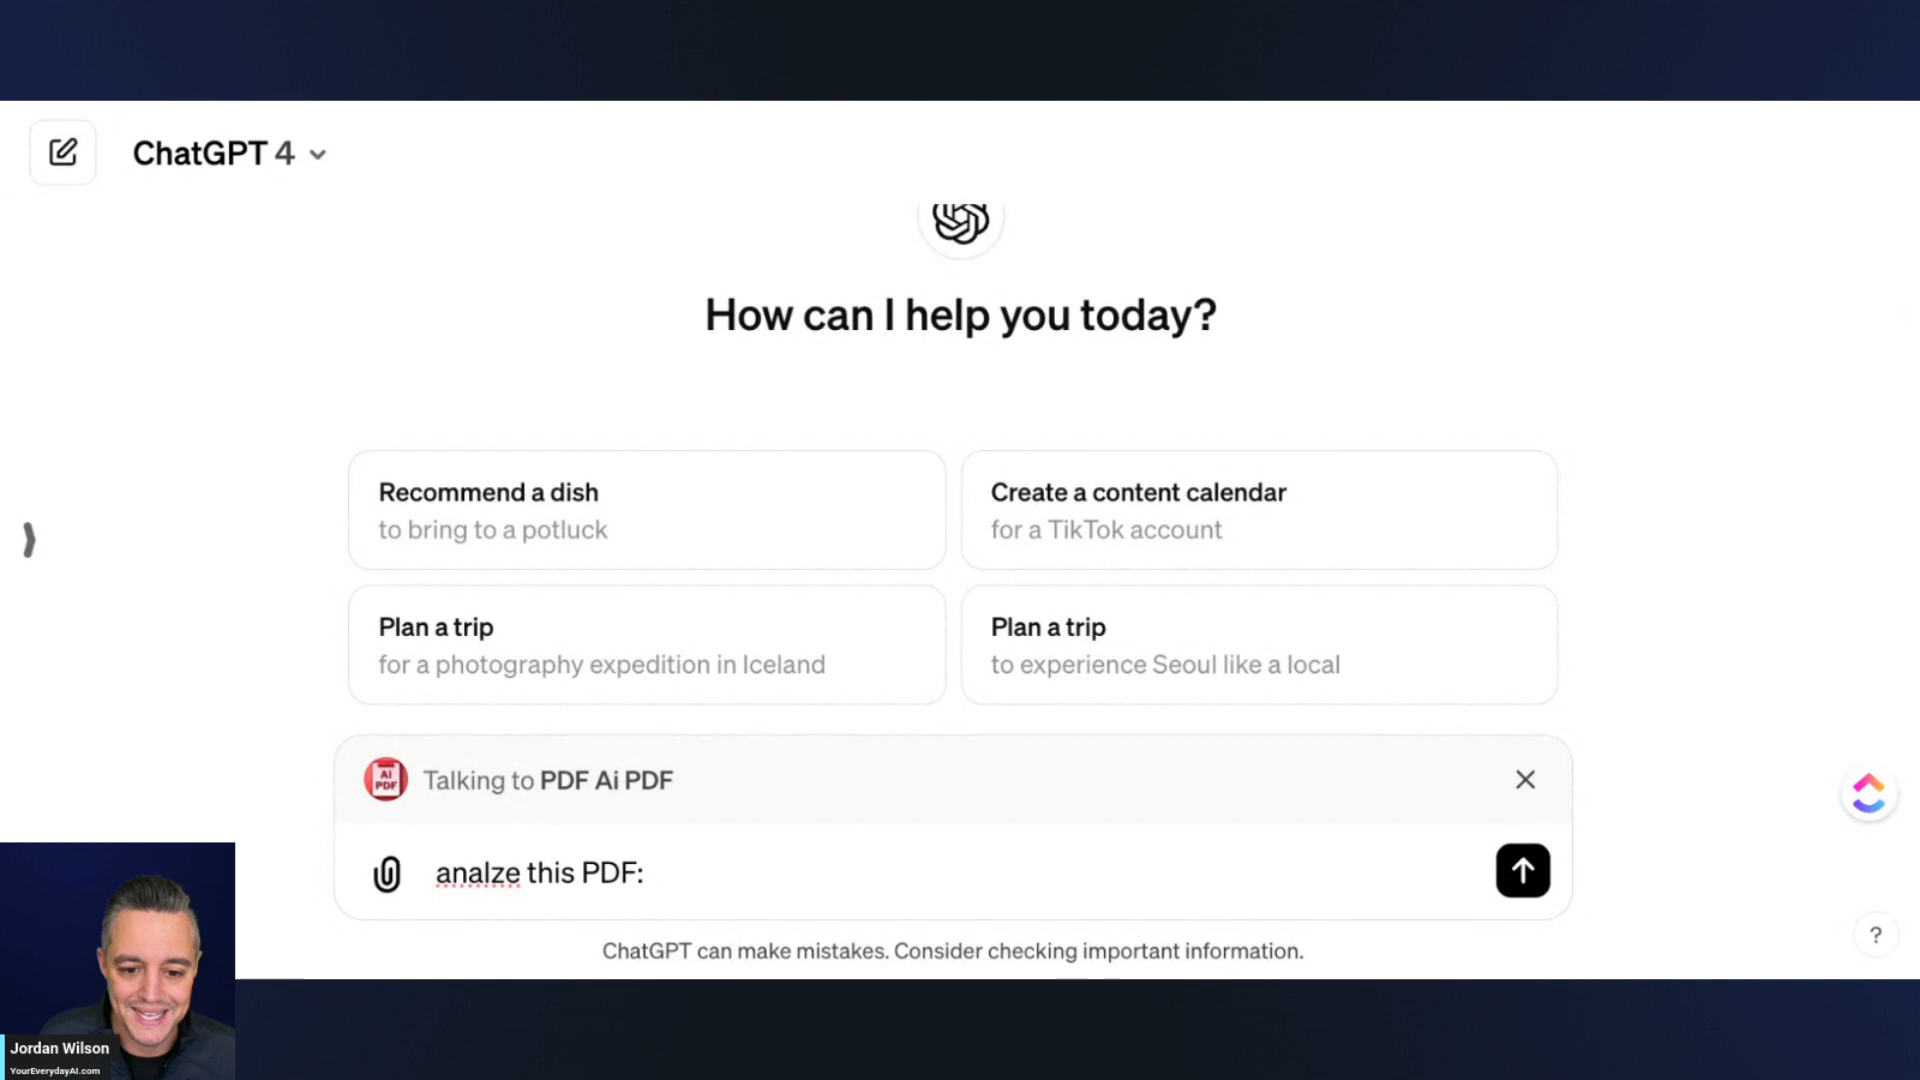 ChatGPT 4
How can I help you today?
Recommend a dish
to bring to a potluck
Create a content calendar
for a TikTok account
Plan a trip
for a photography expedition in Iceland
Plan a trip
to experience Seoul like a local
Ai
PDF
Talking to PDF Ai PDF
analze this PDF:
ChatGPT can make mistakes. Consider checking important information.
?
Jordan Wilson
YourEverydayAI.com